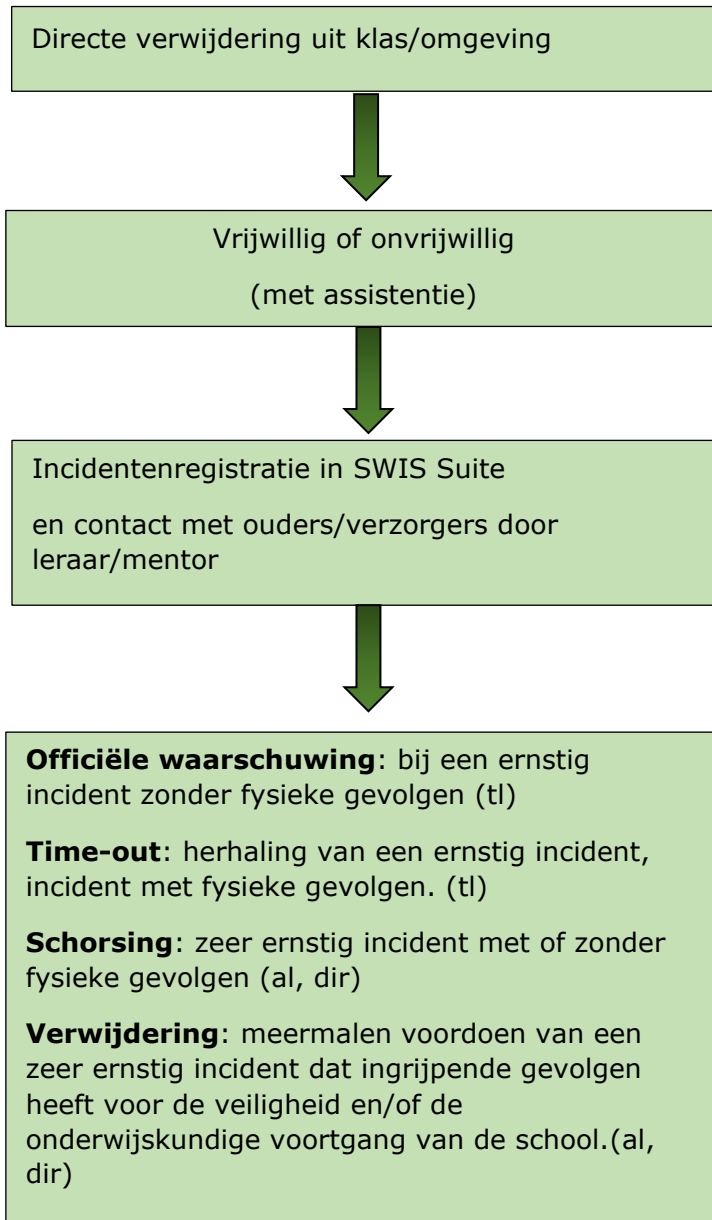 Directe verwijdering uit klas/omgeving
Vrijwillig of onvrijwillig
(met assistentie)
Incidentenregistratie in SWIS Suite
en contact met ouders/verzorgers door
leraar/mentor
Officiële waarschuwing: bij een ernstig
incident zonder fysieke gevolgen (tl)
Time-out: herhaling van een ernstig incident,
incident met fysieke gevolgen. (tl)
Schorsing: zeer ernstig incident met of zonder
fysieke gevolgen (al, dir)
Verwijdering: meermalen voordoen van een
zeer ernstig incident dat ingrijpende gevolgen
heeft voor de veiligheid en/of de
onderwijskundige voortgang van de school.(al,
dir)